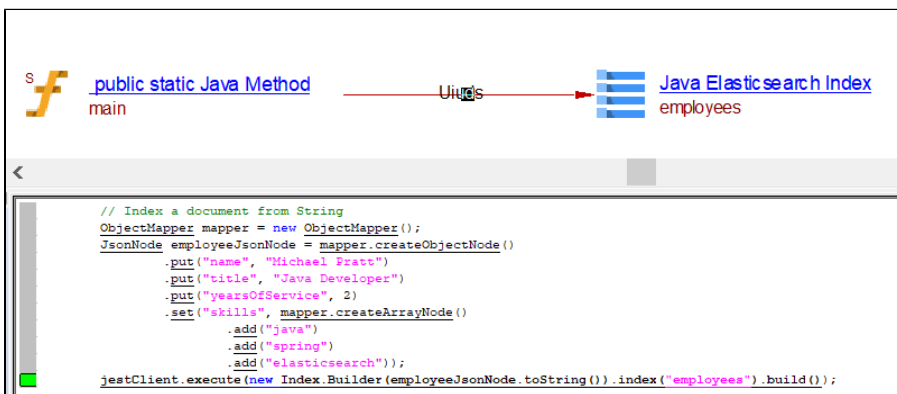 S
public static Java Method
main
Java Elasticsearch Index
employees
// Index a document from String
ObjectMapper mapper = new ObjectMapper();
JsonNode employeeJsonNode = mapper.createObjectNode()
.put("name", "Michael Pratt")
.put("title", "Java Developer")
.put("yearsOfService", 2)
.set("skills", mapper.createArrayNode()
.add("java")
.add("spring")
.add("elasticsearch"));
jestClient.execute(new Index.Builder(employeeJsonNode.toString()).index("employees").build());